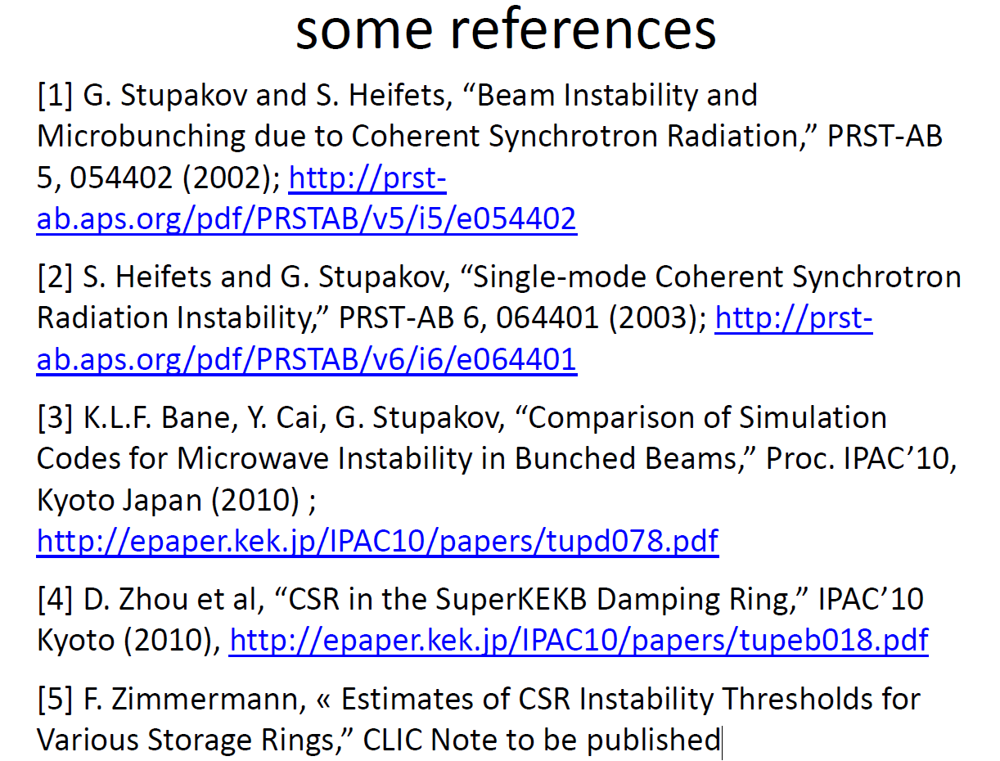 some references
[1] G. Stupakov and S. Heifets, “Beam Instability and
Microbunching due to Coherent Synchrotron Radiation,” PRST-AB
5, 054402 (2002); http://prst-
ab.aps.org/pdf/PRSTAB/v5/i5/e054402
[2] S. Heifets and G. Stupakov, “Single-mode Coherent Synchrotron
Radiation Instability,” PRST-AB 6, 064401 (2003); http://prst-
ab.aps.org/pdf/PRSTAB/v6/i6/e064401
[3] K.L.F. Bane, Y. Cai, G. Stupakov, “Comparison of Simulation
Codes for Microwave Instability in Bunched Beams,” Proc. IPAC’10,
Kyoto Japan (2010) ;
http://epaper.kek.jp/IPAC10/papers/tupd078.pdf
[4] D. Zhou et al, “CSR in the SuperKEKB Damping Ring,” IPAC’10
Kyoto (2010), http://epaper.kek.jp/IPAC10/papers/tupeb018.pdf
[5] F. Zimmermann, « Estimates of CSR Instability Thresholds for
Various Storage Rings,” CLIC Note to be published